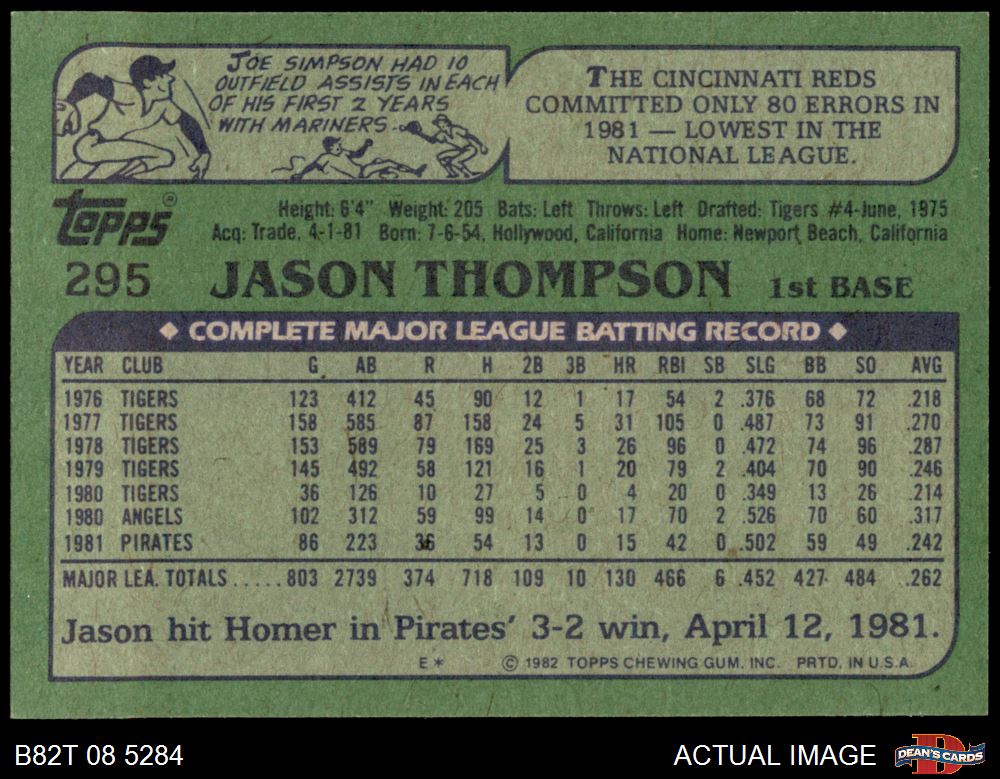 JOE SIMPSON HAD 10
OUTFIELD ASSISTS IN EACH
OF HIS FIRST 2 YEARS
WITH MARINERS.
THE CINCINNATI REDS
COMMITTED ONLY 80 ERRORS IN
1981 — LOWEST IN THE
NATIONAL LEAGUE.
topps®
Height: 6'4" Weight: 205 Bats: Left Throws: Left Drafted: Tigers #4-June, 1975
Acq: Trade, 4-1-81 Born: 7-6-54, Hollywood, California Home: Newport Beach, California
295 JASON THOMPSON 1st BASE
◆ COMPLETE MAJOR LEAGUE BATTING RECORD ◆
YEAR CLUB G AB R H 2B 3B HR RBI SB SLG BB SO AVG
1976 TIGERS 123 412 45 90 12 1 17 54 2 .376 68 72 .218
1977 TIGERS 158 585 87 158 24 5 31 105 0 .487 73 91 .270
1978 TIGERS 153 589 79 169 25 3 26 96 0 .472 74 96 .287
1979 TIGERS 145 492 58 121 16 1 20 79 2 .404 70 90 .246
1980 TIGERS 36 126 10 27 5 0 4 20 0 .349 13 26 .214
1980 ANGELS 102 312 59 99 14 0 17 70 2 .526 70 60 .317
1981 PIRATES 86 223 36 54 13 0 15 42 0 .502 59 49 .242
MAJOR LEA. TOTALS.....803 2739 374 718 109 10 130 466 6 .452 427 484 .262
Jason hit Homer in Pirates' 3-2 win, April 12, 1981.
E* © 1982 TOPPS CHEWING GUM, INC. PRTD. IN U.S.A.
B82T 08 5284 ACTUAL IMAGE DEAN'S CARDS